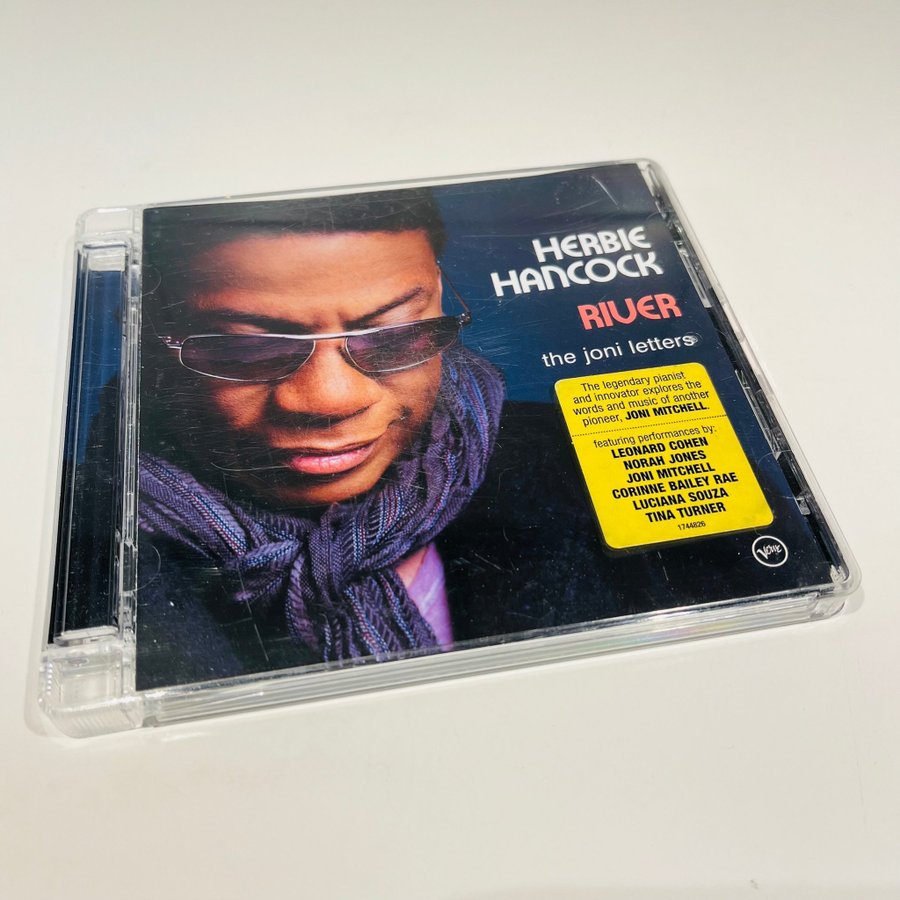 HERBIE
HANCOCK
RIVER
the joni letters
The legendary pianist
and innovator explores the
words and music of another
pioneer, JONI MITCHELL.
featuring performances by:
LEONARD COHEN
NORAH JONES
JONI MITCHELL
CORINNE BAILEY RAE
LUCIANA SOUZA
TINA TURNER
1744826
Verve